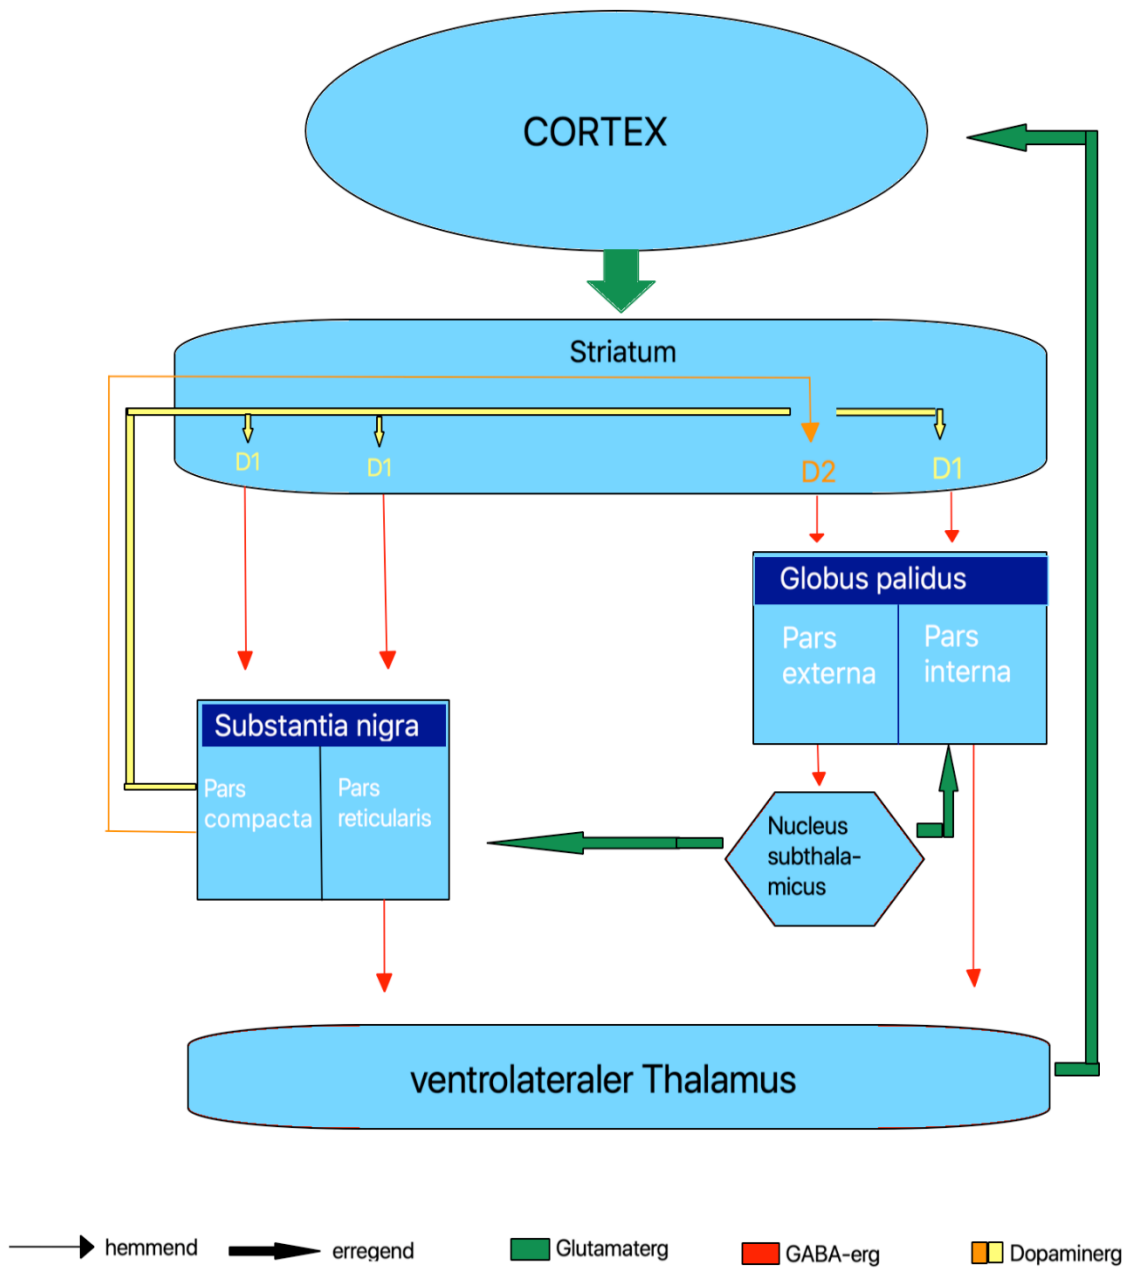 CORTEX
Striatum
D1
D1
D2
D1
Globus palidus
Pars
externa
Pars
interna
Substantia nigra
Pars
compacta
Pars
reticularis
Nucleus
subthala-
micus
ventrolateraler Thalamus
hemmend
erregend
Glutamaterg
GABA-erg
Dopaminerg